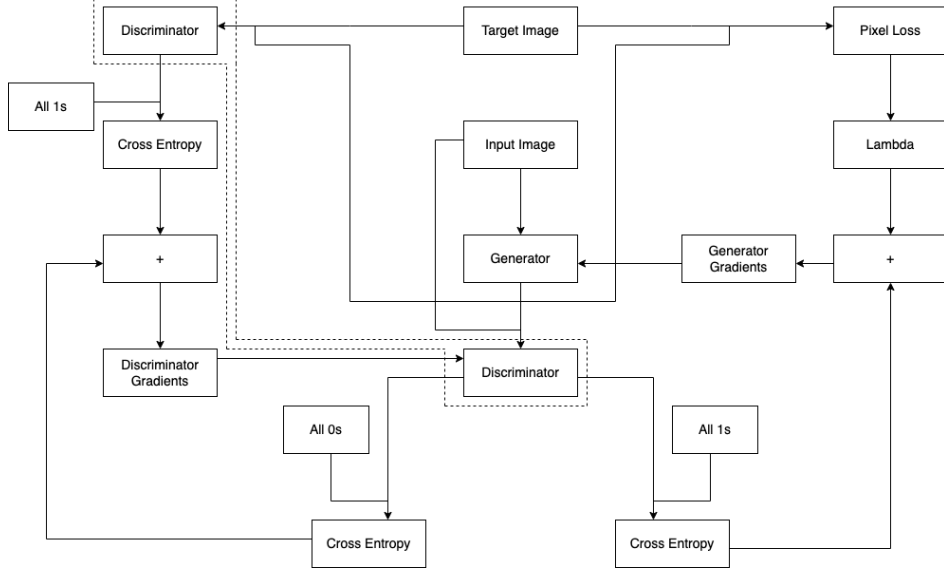 Discriminator
Target Image
Pixel Loss
All 1s
Cross Entropy
Input Image
Lambda
+
Generator
Generator
Gradients
+
Discriminator
Gradients
Discriminator
All 0s
All 1s
Cross Entropy
Cross Entropy